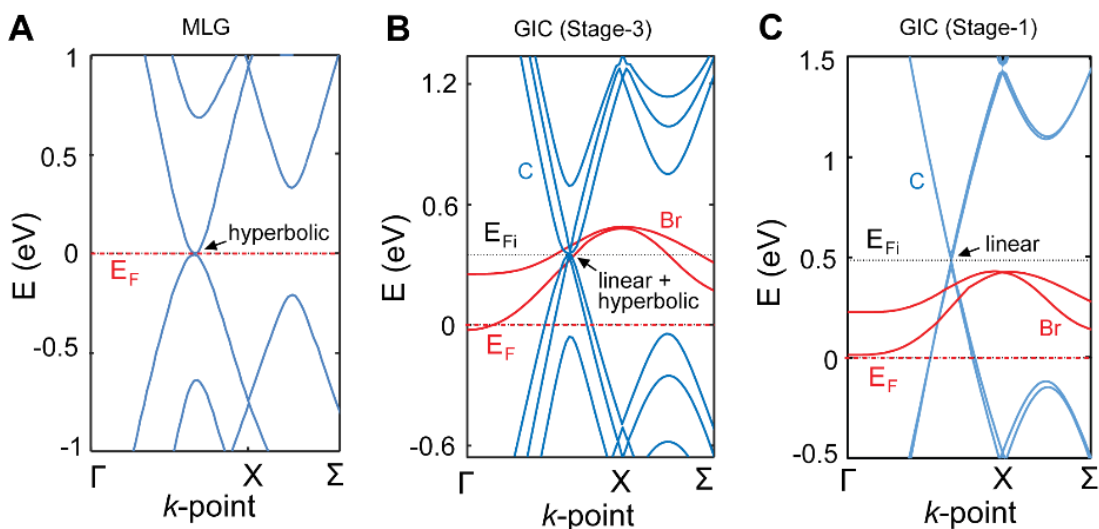 A
MLG
E (eV)
1
0.5
0
-0.5
-1
hyperbolic
E_F
Γ
X
Σ
k-point
B
GIC (Stage-3)
E (eV)
1.2
0.6
0
-0.6
C
Br
E_Fi
linear +
hyperbolic
E_F
Γ
X
Σ
k-point
C
GIC (Stage-1)
E (eV)
1.5
1
0.5
0
-0.5
C
E_Fi
linear
Br
E_F
Γ
X
Σ
k-point